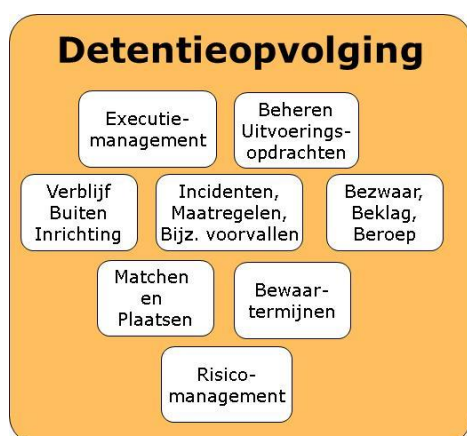 Detentieopvolging
Executie-
management
Beheren
Uitvoerings-
opdrachten
Verblijf
Buiten
Inrichting
Incidenten,
Maatregelen,
Bijz. voorvallen
Bezwaar,
Beklag,
Beroep
Matchen
en
Plaatsen
Bewaar-
termijnen
Risico-
management